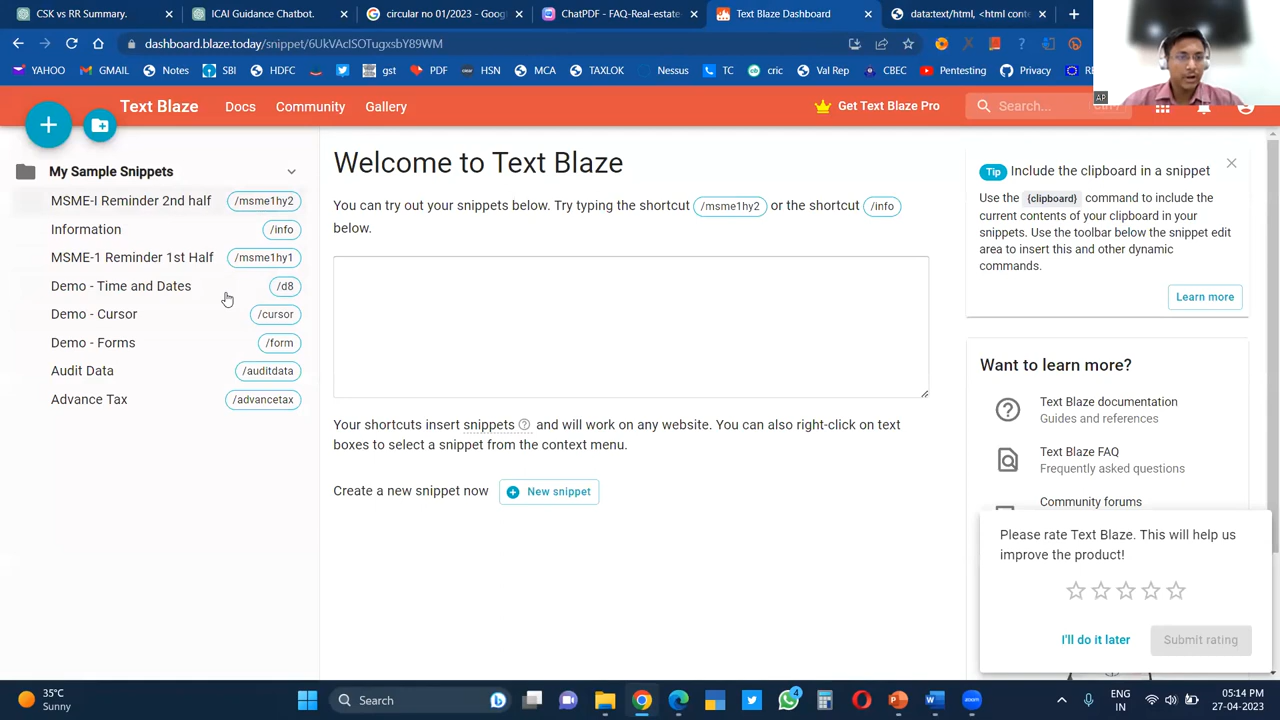 CSK vs RR Summary.
ICAI Guidance Chatbot.
circular no 01/2023 - Goog
ChatPDF - FAQ-Real-estate-
Text Blaze Dashboard
data:text/html, <html cont
dashboard.blaze.today/snippet/6UkVAcISOTugxsbY89WM
YAHOO GMAIL Notes SBI HDFC gst PDF HSN MCA TAXLOK Nessus TC cric Val Rep CBEC Pentesting Privacy
AP
Text Blaze Docs Community Gallery Get Text Blaze Pro Search...
My Sample Snippets
MSME-I Reminder 2nd half /msme1hy2
Information /info
MSME-1 Reminder 1st Half /msme1hy1
Demo - Time and Dates /d8
Demo - Cursor /cursor
Demo - Forms /form
Audit Data /auditdata
Advance Tax /advancetax
Welcome to Text Blaze
You can try out your snippets below. Try typing the shortcut /msme1hy2 or the shortcut /info
below.
Your shortcuts insert snippets ? and will work on any website. You can also right-click on text
boxes to select a snippet from the context menu.
Create a new snippet now New snippet
Tip Include the clipboard in a snippet
Use the {clipboard} command to include the
current contents of your clipboard in your
snippets. Use the toolbar below the snippet edit
area to insert this and other dynamic
commands.
Learn more
Want to learn more?
Text Blaze documentation
Guides and references
Text Blaze FAQ
Frequently asked questions
Community forums
Please rate Text Blaze. This will help us
improve the product!
I'll do it later Submit rating
35°C
Sunny
Search
4
ENG
IN
05:14 PM
27-04-2023